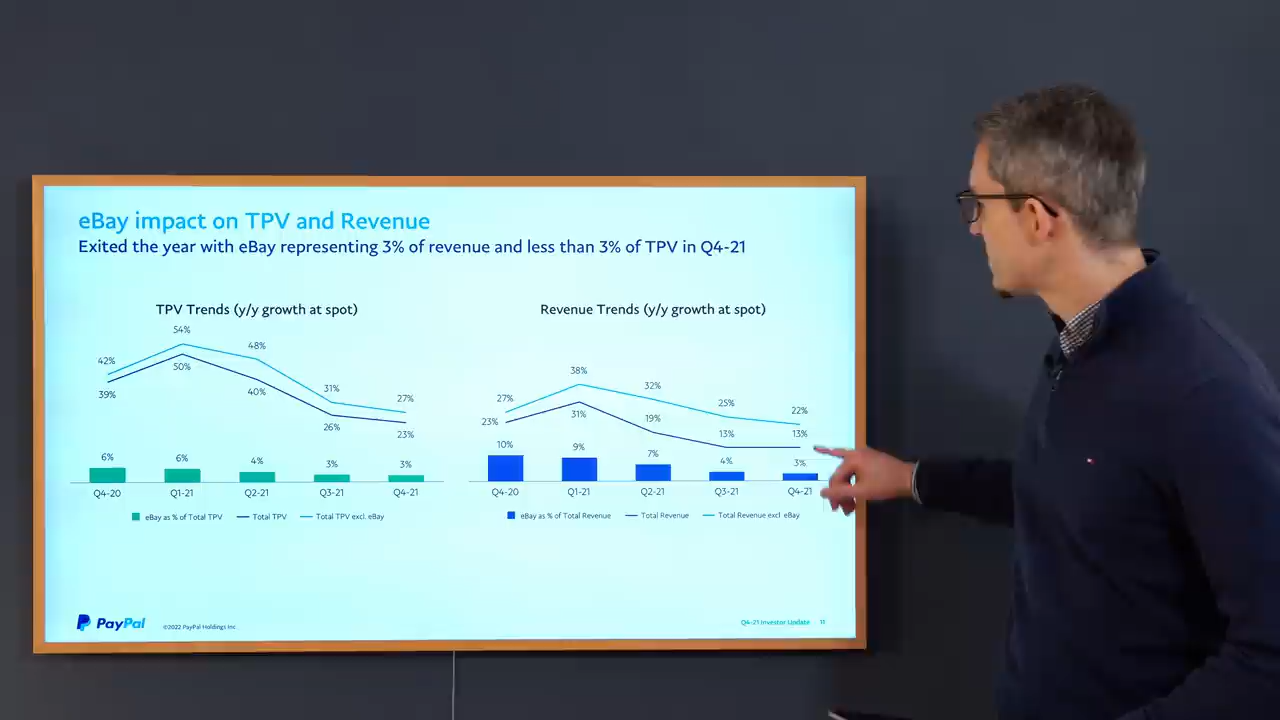 eBay impact on TPV and Revenue
Exited the year with eBay representing 3% of revenue and less than 3% of TPV in Q4-21
TPV Trends (y/y growth at spot)
54%
48%
42%
50%
31%
39%
40%
27%
26%
23%
6%
6%
4%
3%
3%
Q4-20 Q1-21 Q2-21 Q3-21 Q4-21
eBay as % of Total TPV Total TPV Total TPV excl. eBay
Revenue Trends (y/y growth at spot)
38%
32%
27%
25%
22%
23%
31%
19%
13%
13%
10%
9%
7%
4%
3%
Q4-20 Q1-21 Q2-21 Q3-21 Q4-21
eBay as % of Total Revenue Total Revenue Total Revenue excl. eBay
PayPal
©2022 PayPal Holdings Inc.
Q4-21 Investor Update 11